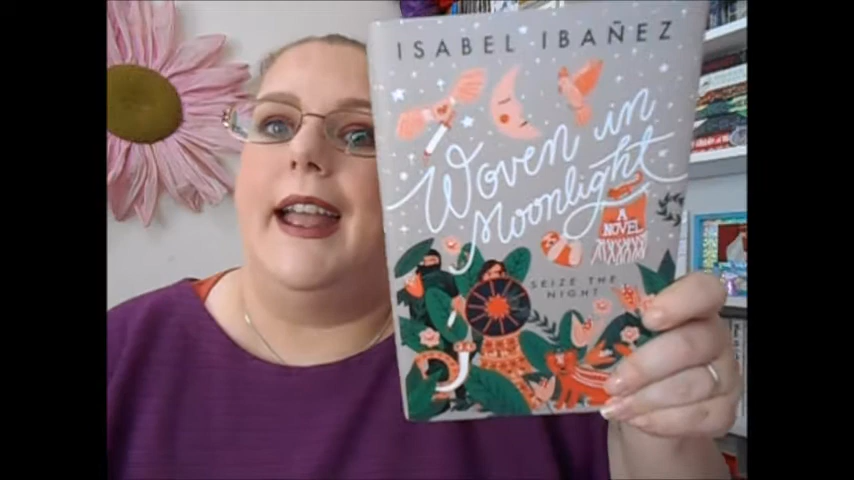 ISABEL IBAÑEZ
Woven in
Moonlight
A
NOVEL
SEIZE THE
NIGHT